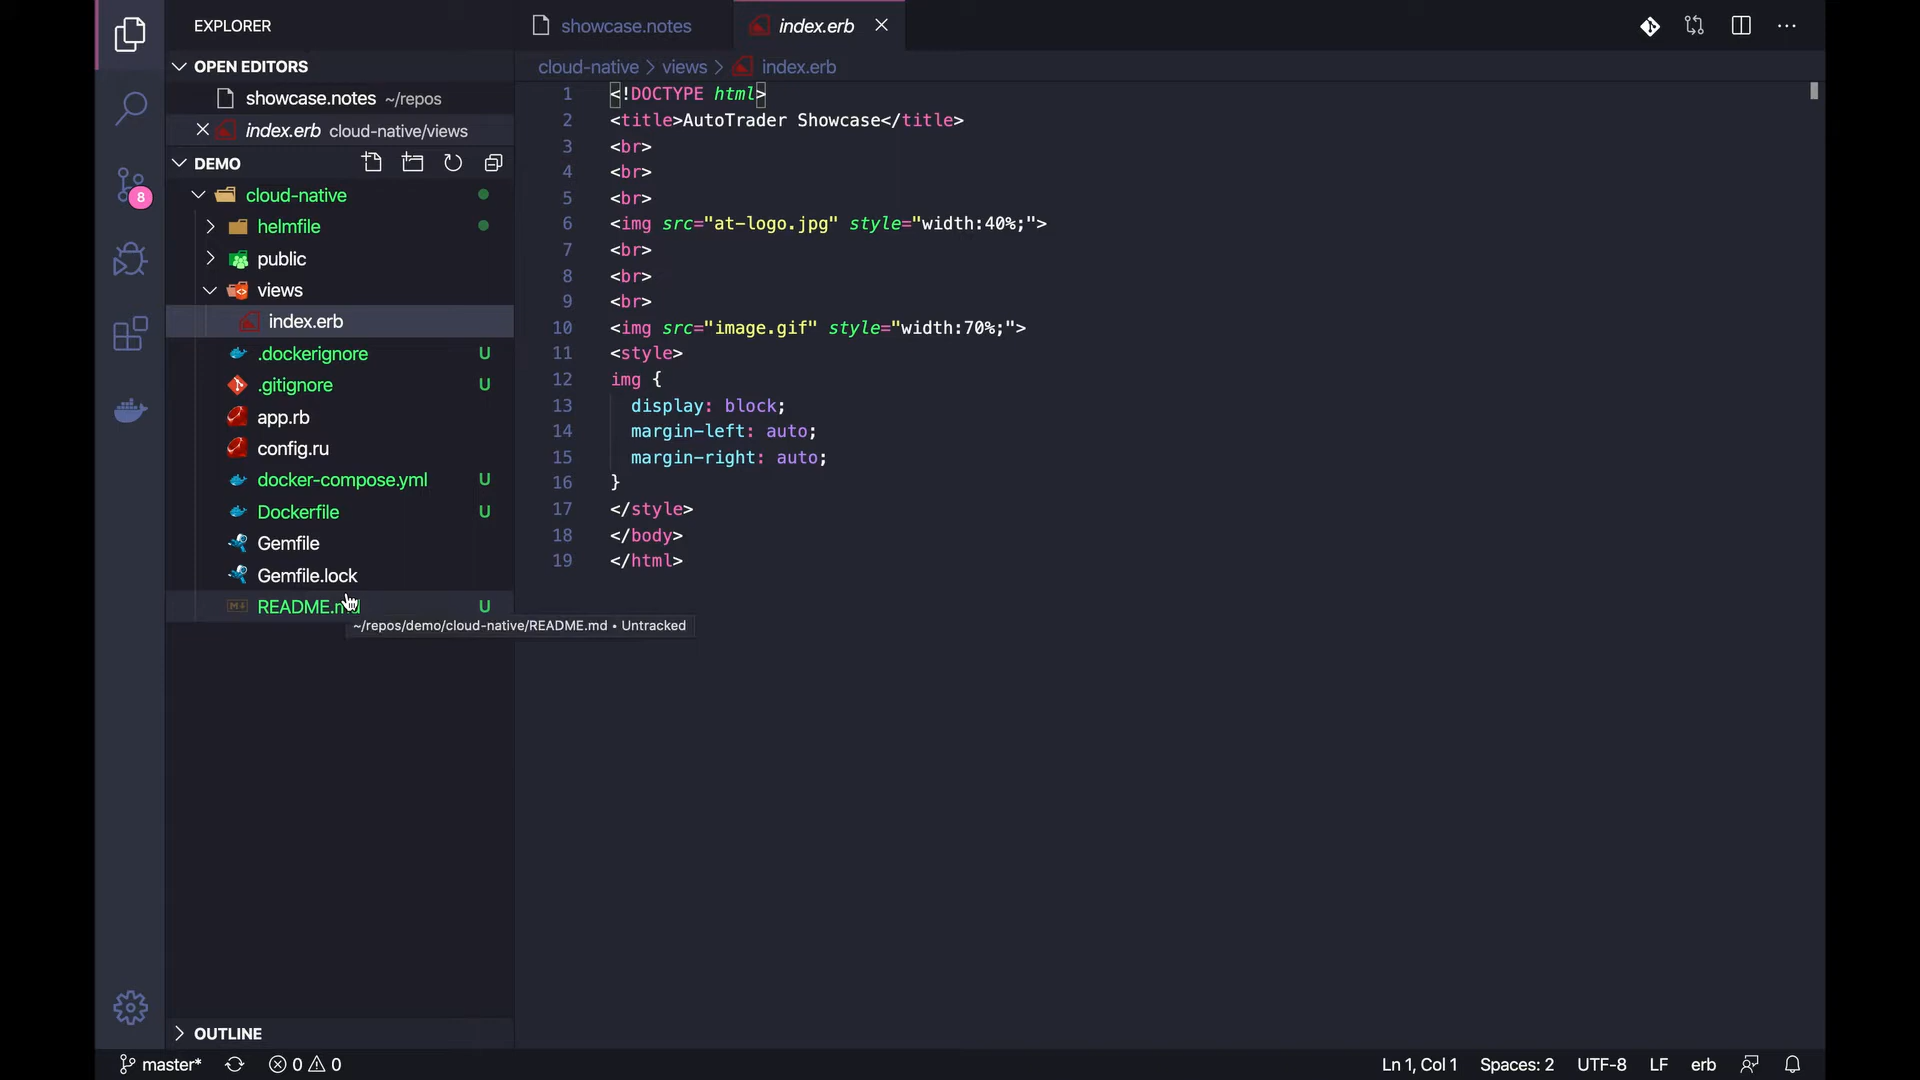 EXPLORER
OPEN EDITORS
showcase.notes ~/repos
index.erb cloud-native/views
DEMO
cloud-native
helmfile
public
views
index.erb
.dockerignore U
.gitignore U
app.rb
config.ru
docker-compose.yml U
Dockerfile U
Gemfile
Gemfile.lock
README.md U
~/repos/demo/cloud-native/README.md • Untracked
8
OUTLINE
showcase.notes
index.erb
cloud-native > views > index.erb
1 <!DOCTYPE html>
2 <title>AutoTrader Showcase</title>
3 <br>
4 <br>
5 <br>
6 <img src="at-logo.jpg" style="width:40%;">
7 <br>
8 <br>
9 <br>
10 <img src="image.gif" style="width:70%;">
11 <style>
12 img {
13 display: block;
14 margin-left: auto;
15 margin-right: auto;
16 }
17 </style>
18 </body>
19 </html>
master* 0 0
Ln 1, Col 1 Spaces: 2 UTF-8 LF erb